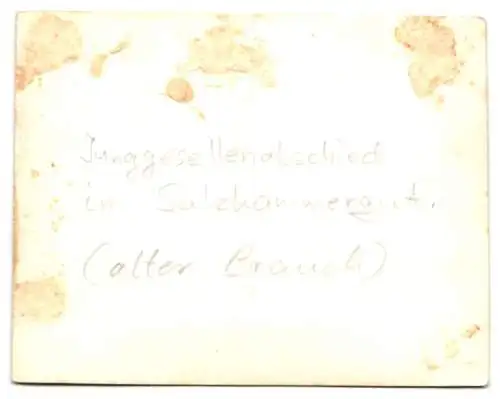 Junggesellenabschied
im Salzkammergut.
(alter Brauch)